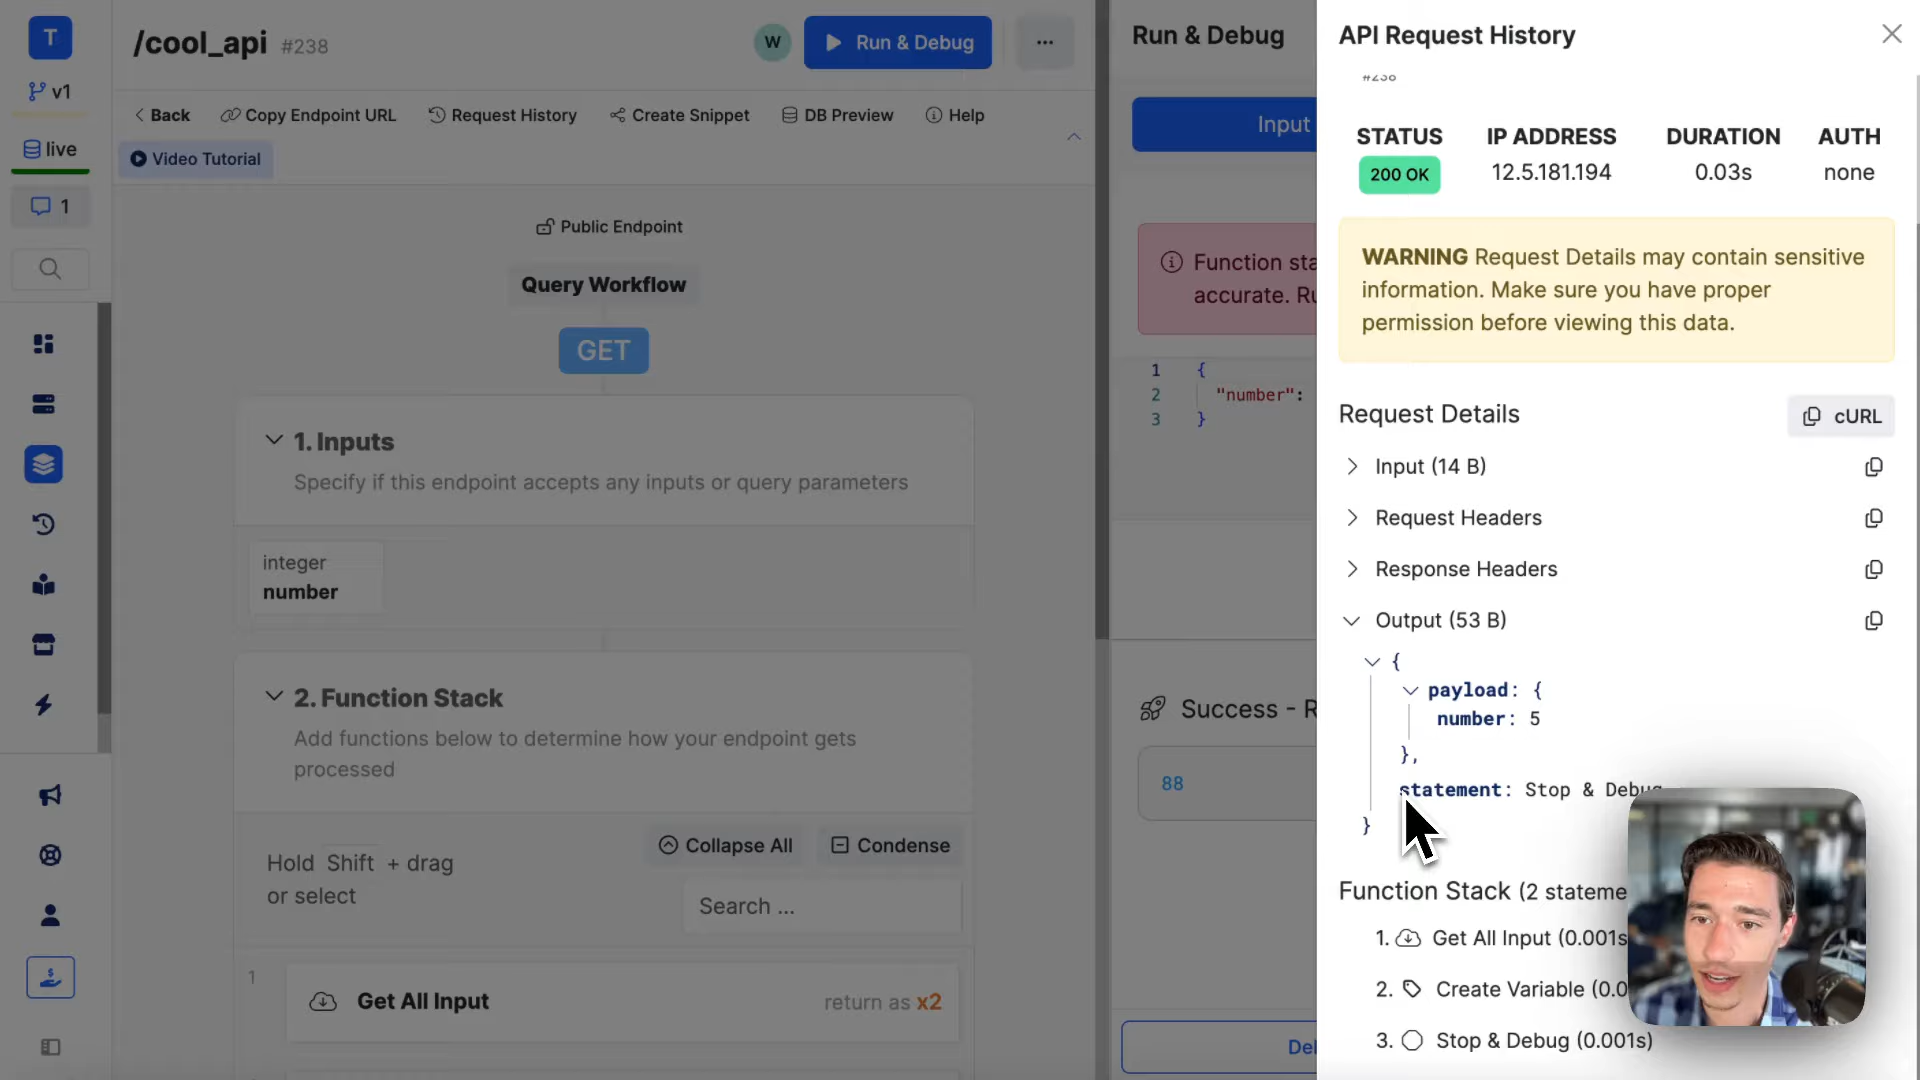 T
/cool_api #238
W
Run & Debug
...
v1
Back
Copy Endpoint URL
Request History
Create Snippet
DB Preview
Help
live
Video Tutorial
1
Public Endpoint
Query Workflow
GET
1. Inputs
Specify if this endpoint accepts any inputs or query parameters
integer
number
2. Function Stack
Add functions below to determine how your endpoint gets
processed
Hold Shift + drag
or select
Collapse All
Condense
Search ...
1
Get All Input
return as x2
Run & Debug
Input
Function sta
accurate. Ru
1 {
2 "number":
3 }
Success - R
88
Del
API Request History
#238
STATUS IP ADDRESS DURATION AUTH
200 OK 12.5.181.194 0.03s none
WARNING Request Details may contain sensitive
information. Make sure you have proper
permission before viewing this data.
Request Details
cURL
Input (14 B)
Request Headers
Response Headers
Output (53 B)
{
payload: {
number: 5
},
statement: Stop & Debug
}
Function Stack (2 stateme
1. Get All Input (0.001s
2. Create Variable (0.0
3. Stop & Debug (0.001s)